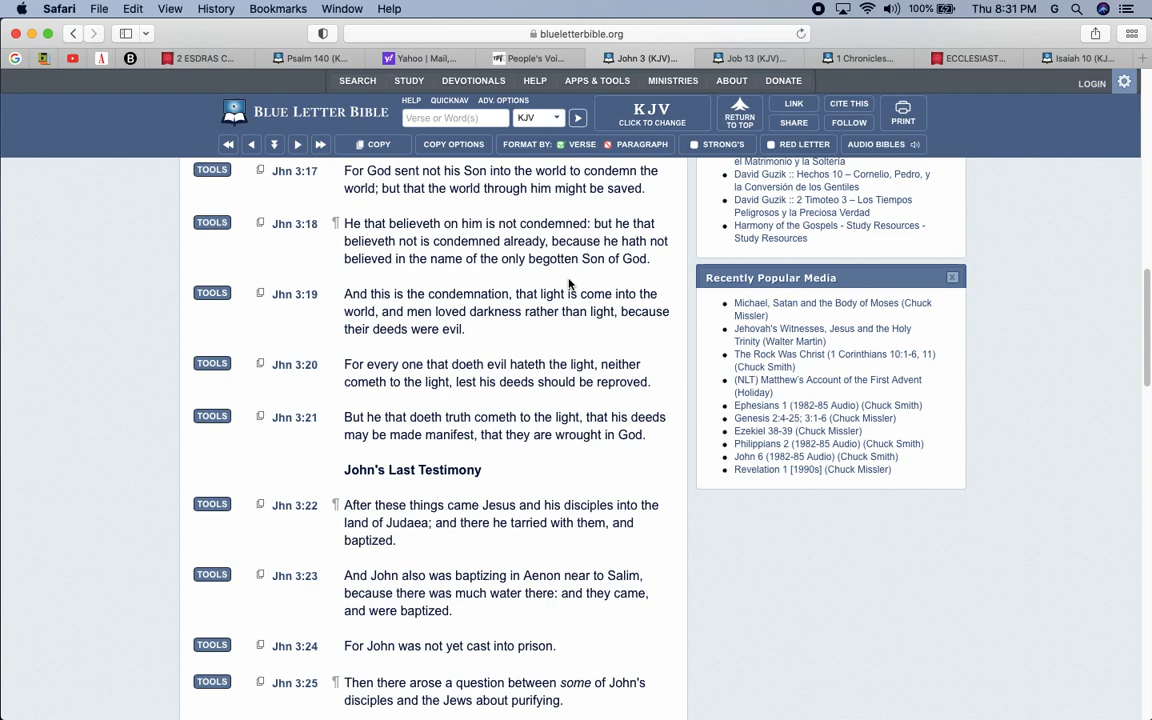 Safari File Edit View History Bookmarks Window Help 100% Thu 8:31 PM G
blueletterbible.org
2 ESDRAS C... Psalm 140 (K... Yahoo | Mail,... People's Voi... John 3 (KJV)... Job 13 (KJV)... 1 Chronicles... ECCLESIAST... Isaiah 10 (KJ...
SEARCH STUDY DEVOTIONALS HELP APPS & TOOLS MINISTRIES ABOUT DONATE LOGIN
BLUE LETTER BIBLE
HELP QUICKNAV ADV. OPTIONS
Verse or Word(s) KJV
KJV
CLICK TO CHANGE
RETURN
TO TOP
LINK CITE THIS
SHARE FOLLOW
PRINT
COPY COPY OPTIONS FORMAT BY: VERSE PARAGRAPH STRONG'S RED LETTER AUDIO BIBLES
TOOLS Jhn 3:17 For God sent not his Son into the world to condemn the
world; but that the world through him might be saved.
TOOLS Jhn 3:18 ¶ He that believeth on him is not condemned: but he that
believeth not is condemned already, because he hath not
believed in the name of the only begotten Son of God.
TOOLS Jhn 3:19 And this is the condemnation, that light is come into the
world, and men loved darkness rather than light, because
their deeds were evil.
TOOLS Jhn 3:20 For every one that doeth evil hateth the light, neither
cometh to the light, lest his deeds should be reproved.
TOOLS Jhn 3:21 But he that doeth truth cometh to the light, that his deeds
may be made manifest, that they are wrought in God.
John's Last Testimony
TOOLS Jhn 3:22 ¶ After these things came Jesus and his disciples into the
land of Judaea; and there he tarried with them, and
baptized.
TOOLS Jhn 3:23 And John also was baptizing in Aenon near to Salim,
because there was much water there: and they came,
and were baptized.
TOOLS Jhn 3:24 For John was not yet cast into prison.
TOOLS Jhn 3:25 ¶ Then there arose a question between some of John's
disciples and the Jews about purifying.
el Matrimonio y la Soltería
David Guzik :: Hechos 10 – Cornelio, Pedro, y
la Conversión de los Gentiles
David Guzik :: 2 Timoteo 3 – Los Tiempos
Peligrosos y la Preciosa Verdad
Harmony of the Gospels - Study Resources -
Study Resources
Recently Popular Media x
Michael, Satan and the Body of Moses (Chuck
Missler)
Jehovah's Witnesses, Jesus and the Holy
Trinity (Walter Martin)
The Rock Was Christ (1 Corinthians 10:1-6, 11)
(Chuck Smith)
(NLT) Matthew's Account of the First Advent
(Holiday)
Ephesians 1 (1982-85 Audio) (Chuck Smith)
Genesis 2:4-25; 3:1-6 (Chuck Missler)
Ezekiel 38-39 (Chuck Missler)
Philippians 2 (1982-85 Audio) (Chuck Smith)
John 6 (1982-85 Audio) (Chuck Smith)
Revelation 1 [1990s] (Chuck Missler)